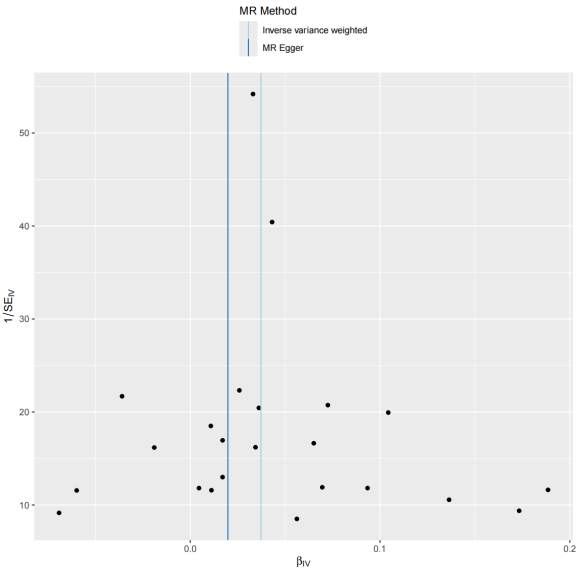 MR Method
Inverse variance weighted
MR Egger
50
40
30
20
10
1/SE_IV
0.0
0.1
0.2
β_IV